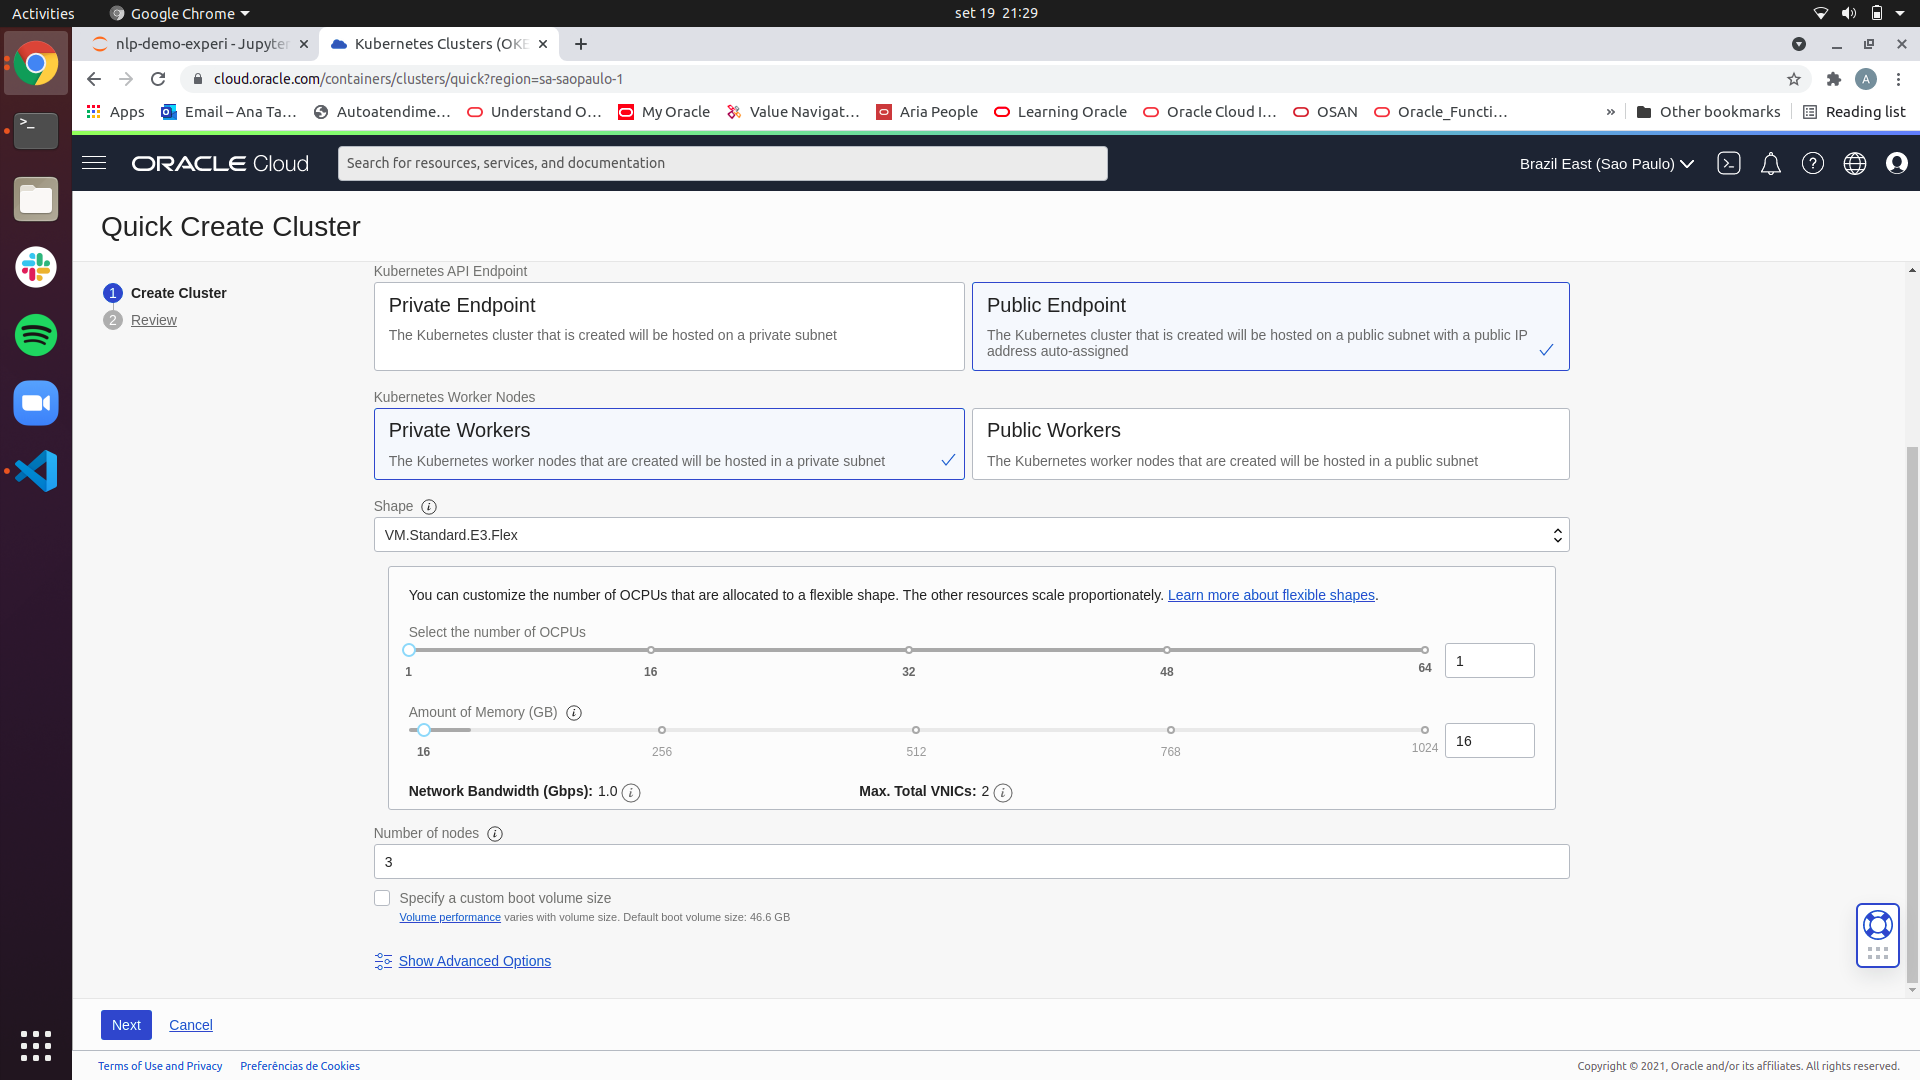 Activities
Google Chrome
set 19 21:29
nlp-demo-experi - Jupyter
Kubernetes Clusters (OKE
cloud.oracle.com/containers/clusters/quick?region=sa-saopaulo-1
A
Apps
Email – Ana Ta…
Autoatendime…
Understand O…
My Oracle
Value Navigat…
Aria People
Learning Oracle
Oracle Cloud I…
OSAN
Oracle_Functi…
»
Other bookmarks
Reading list
ORACLE Cloud
Search for resources, services, and documentation
Brazil East (Sao Paulo)
Quick Create Cluster
1 Create Cluster
2 Review
Kubernetes API Endpoint
Private Endpoint
The Kubernetes cluster that is created will be hosted on a private subnet
Public Endpoint
The Kubernetes cluster that is created will be hosted on a public subnet with a public IP
address auto-assigned
Kubernetes Worker Nodes
Private Workers
The Kubernetes worker nodes that are created will be hosted in a private subnet
Public Workers
The Kubernetes worker nodes that are created will be hosted in a public subnet
Shape
VM.Standard.E3.Flex
You can customize the number of OCPUs that are allocated to a flexible shape. The other resources scale proportionately. Learn more about flexible shapes.
Select the number of OCPUs
1 16 32 48 64
1
Amount of Memory (GB)
16 256 512 768 1024
16
Network Bandwidth (Gbps): 1.0
Max. Total VNICs: 2
Number of nodes
3
Specify a custom boot volume size
Volume performance varies with volume size. Default boot volume size: 46.6 GB
Show Advanced Options
Next
Cancel
Terms of Use and Privacy
Preferências de Cookies
Copyright © 2021, Oracle and/or its affiliates. All rights reserved.